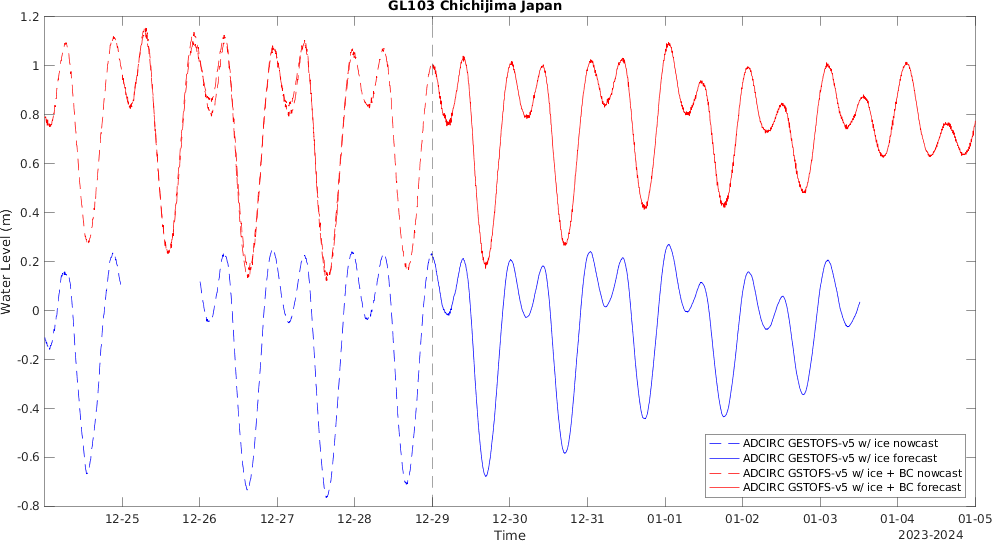 GL103 Chichijima Japan
1.2
1
0.8
0.6
0.4
0.2
0
-0.2
-0.4
-0.6
-0.8
Water Level (m)
ADCIRC GESTOFS-v5 w/ ice nowcast
ADCIRC GESTOFS-v5 w/ ice forecast
ADCIRC GSTOFS-v5 w/ ice + BC nowcast
ADCIRC GSTOFS-v5 w/ ice + BC forecast
12-25 12-26 12-27 12-28 12-29 12-30 12-31 01-01 01-02 01-03 01-04 01-05
Time
2023-2024